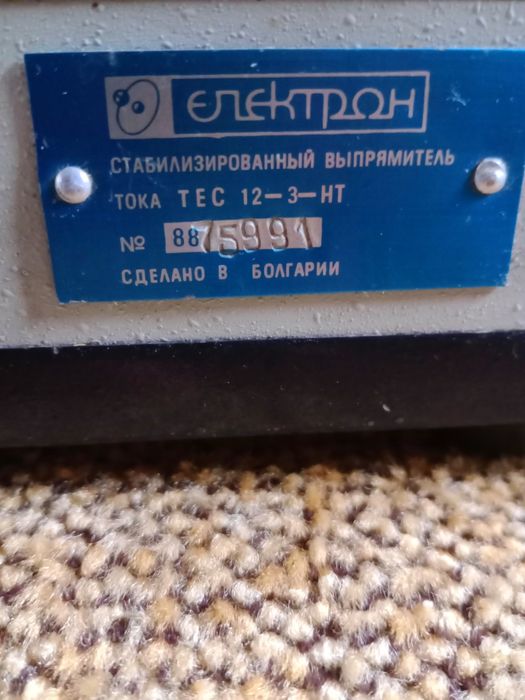 ЕЛЕКТРОН
СТАБИЛИЗИРОВАННЫЙ ВЫПРЯМИТЕЛЬ
ТОКА ТЕС 12-3-НТ
№ 8875991
СДЕЛАНО В БОЛГАРИИ